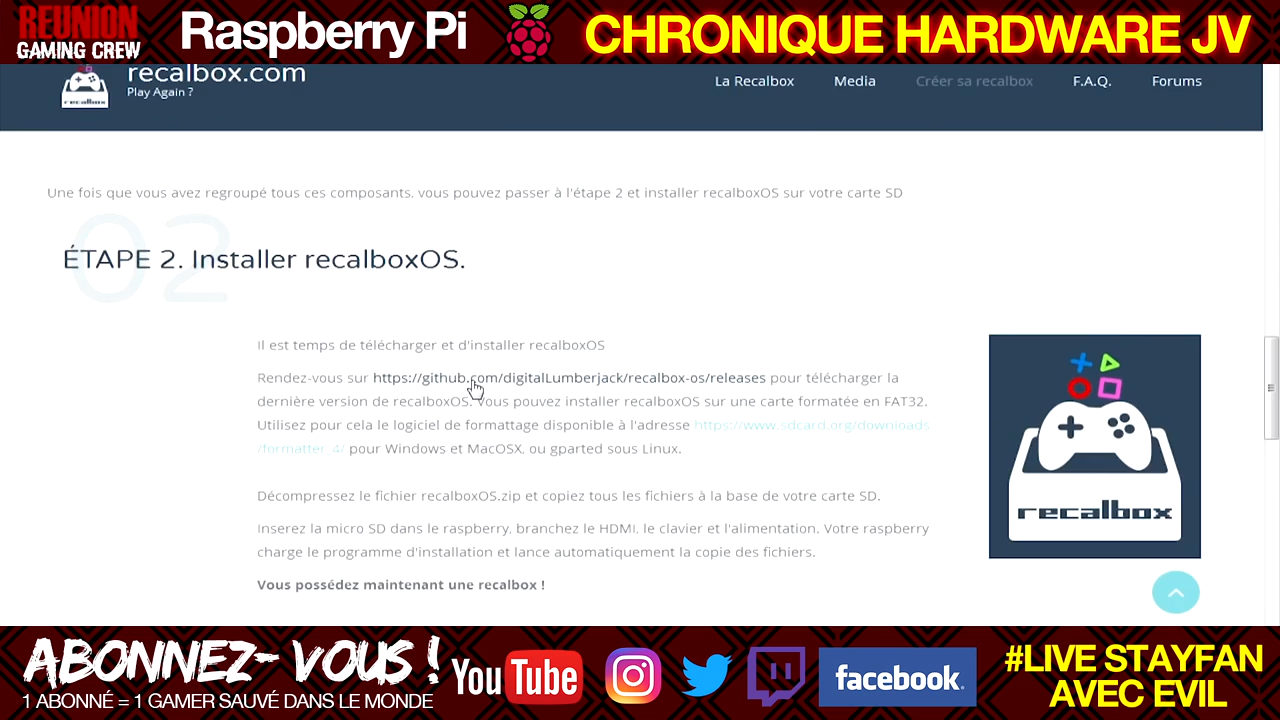 REUNION
GAMING CREW
Raspberry Pi
CHRONIQUE HARDWARE JV
recalbox.com
Play Again ?
recalbox
La Recalbox
Media
Créer sa recalbox
F.A.Q.
Forums
Une fois que vous avez regroupé tous ces composants, vous pouvez passer à l'étape 2 et installer recalboxOS sur votre carte SD
02
ÉTAPE 2. Installer recalboxOS.
Il est temps de télécharger et d'installer recalboxOS
Rendez-vous sur https://github.com/digitalLumberjack/recalbox-os/releases pour télécharger la
dernière version de recalboxOS. Vous pouvez installer recalboxOS sur une carte formatée en FAT32.
Utilisez pour celà le logiciel de formattage disponible à l'adresse https://www.sdcard.org/downloads
/formatter_4/ pour Windows et MacOSX, ou gparted sous Linux.
Décompressez le fichier recalboxOS.zip et copiez tous les fichiers à la base de votre carte SD.
Inserez la micro SD dans le raspberry, branchez le HDMI, le clavier et l'alimentation. Votre raspberry
charge le programme d'installation et lance automatiquement la copie des fichiers.
Vous possédez maintenant une recalbox !
recalbox
ABONNEZ-VOUS !
1 ABONNÉ = 1 GAMER SAUVÉ DANS LE MONDE
YouTube
facebook.
#LIVE STAYFAN
AVEC EVIL